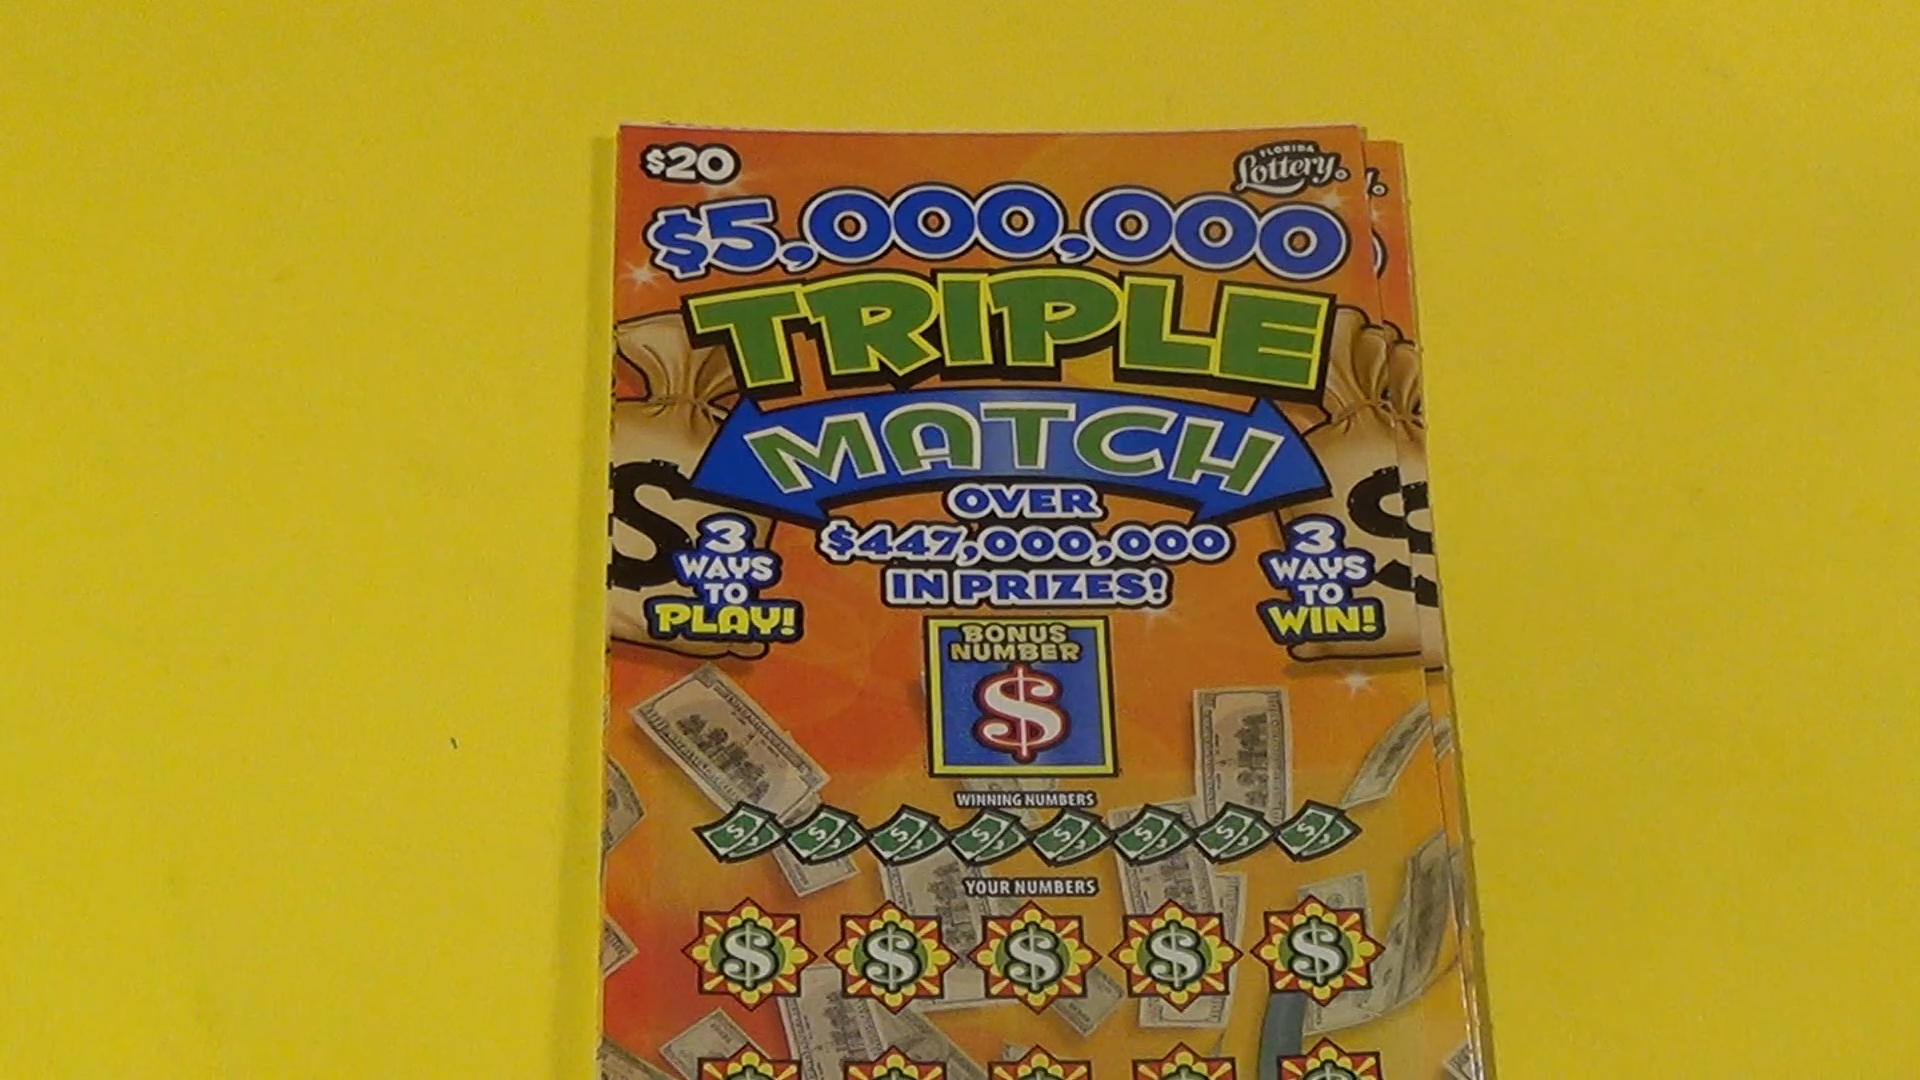 $20
FLORIDA
Lottery
$5,000,000
TRIPLE
MATCH
OVER
$447,000,000
IN PRIZES!
3
WAYS
TO
PLAY!
3
WAYS
TO
WIN!
BONUS
NUMBER
$
WINNING NUMBERS
YOUR NUMBERS
$ $ $ $ $
$ $ $ $ $